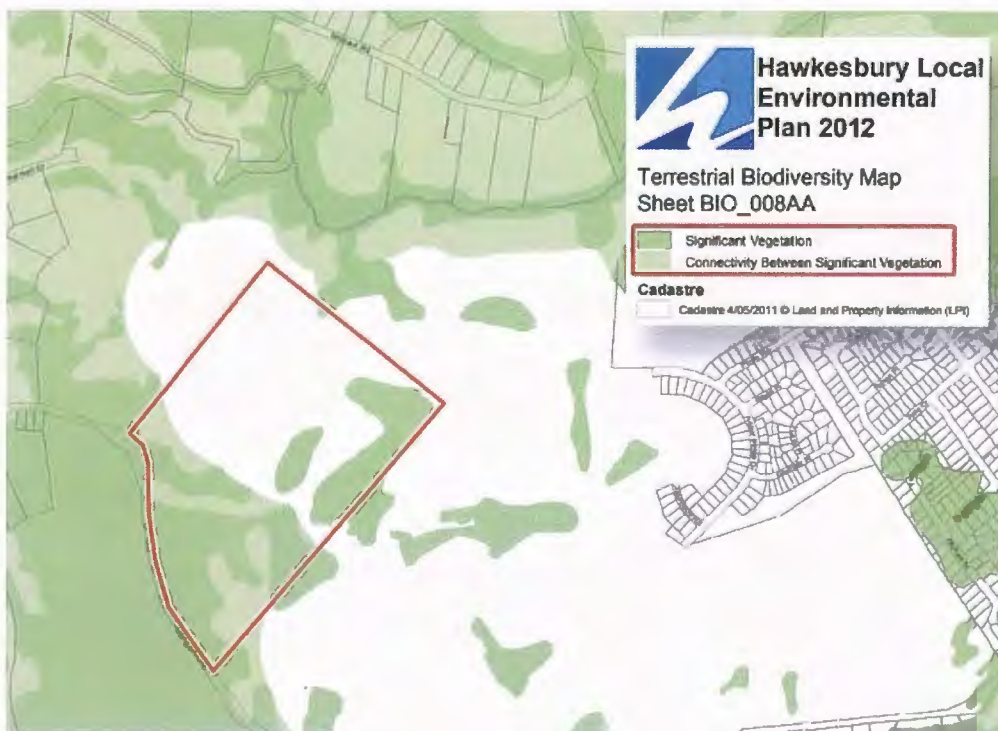 Hawkesbury Local
Environmental
Plan 2012
Terrestrial Biodiversity Map
Sheet BIO_008AA
Significant Vegetation
Connectivity Between Significant Vegetation
Cadastre
Cadastre 4/05/2011 © Land and Property Information (LPI)